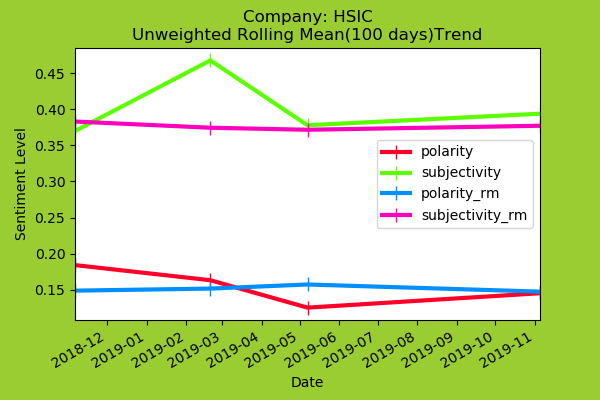 Company: HSIC
Unweighted Rolling Mean(100 days)Trend
Sentiment Level
0.45
0.40
0.35
0.30
0.25
0.20
0.15
polarity
subjectivity
polarity_rm
subjectivity_rm
2018-12
2019-01
2019-02
2019-03
2019-04
2019-05
2019-06
2019-07
2019-08
2019-09
2019-10
2019-11
Date